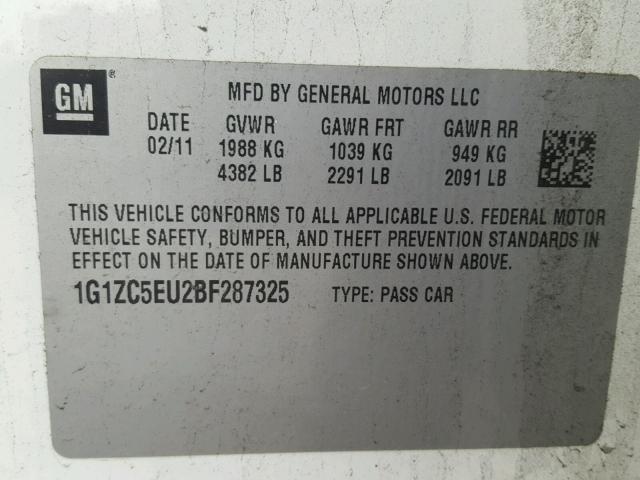 GM®
MFD BY GENERAL MOTORS LLC
DATE GVWR GAWR FRT GAWR RR
02/11 1988 KG 1039 KG 949 KG
4382 LB 2291 LB 2091 LB
THIS VEHICLE CONFORMS TO ALL APPLICABLE U.S. FEDERAL MOTOR
VEHICLE SAFETY, BUMPER, AND THEFT PREVENTION STANDARDS IN
EFFECT ON THE DATE OF MANUFACTURE SHOWN ABOVE.
1G1ZC5EU2BF287325 TYPE: PASS CAR